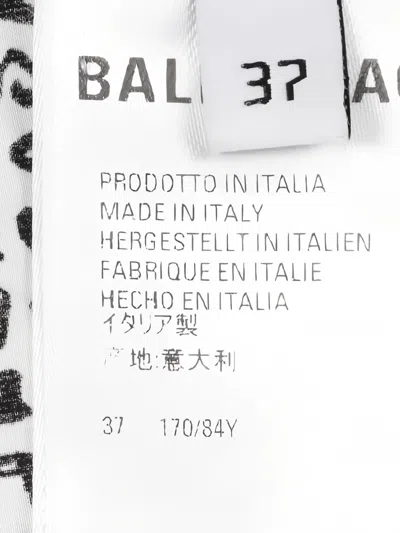 BAL
37
PRODOTTO IN ITALIA
MADE IN ITALY
HERGESTELLT IN ITALIEN
FABRIQUE EN ITALIE
HECHO EN ITALIA
イタリア製
产地:意大利
37 170/84Y